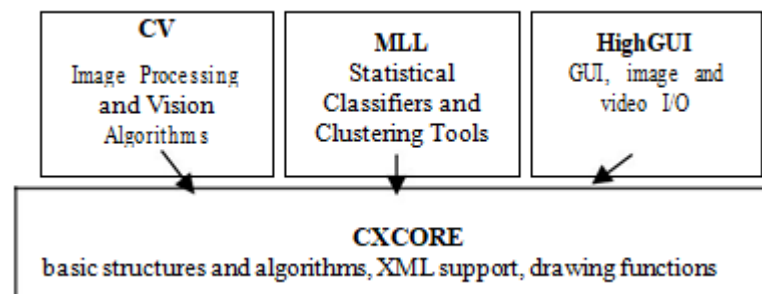 CV
Image Processing
and Vision
Algorithms
MLL
Statistical
Classifiers and
Clustering Tools
HighGUI
GUI, image and
video I/O
CXCORE
basic structures and algorithms, XML support, drawing functions